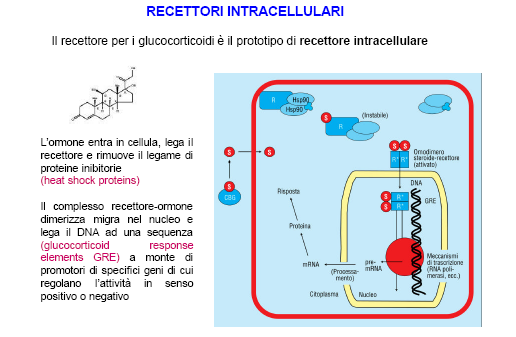 RECETTORI INTRACELLULARI
Il recettore per i glucocorticoidi è il prototipo di recettore intracellulare
L'ormone entra in cellula, lega il
recettore e rimuove il legame di
proteine inibitorie
(heat shock proteins)
Il complesso recettore-ormone
dimerizza migra nel nucleo e
lega il DNA ad una sequenza
(glucocorticoid response
elements GRE) a monte di
promotori di specifici geni di cui
regolano l'attività in senso
positivo o negativo
R
Hsp90
Hsp90
S
R
(Instabile)
S
S
S
CBG
S S
R* R*
Omodimero
steroide-recettore
(attivato)
DNA
S R*
S R*
GRE
Risposta
Proteina
mRNA
(Processa-
mento)
pre-
mRNA
Meccanismi
di trascrizione
(RNA poli-
merasi, ecc.)
Citoplasma
Nucleo